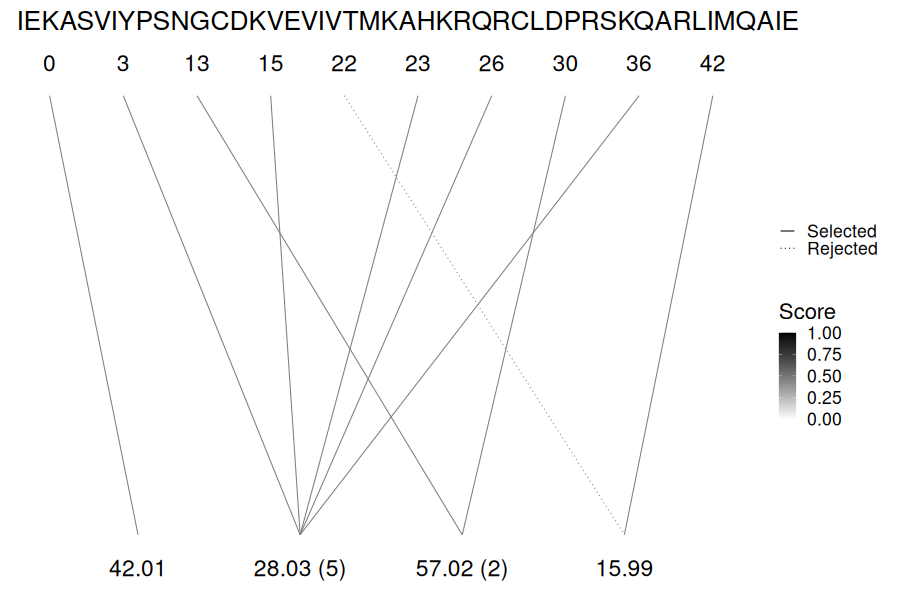 IEKASVIYPSNGCDKVEVIVTMKAHKRQRCLDPRSKQARLIMQAIE
0 3 13 15 22 23 26 30 36 42
Selected
Rejected
Score
1.00
0.75
0.50
0.25
0.00
42.01 28.03 (5) 57.02 (2) 15.99